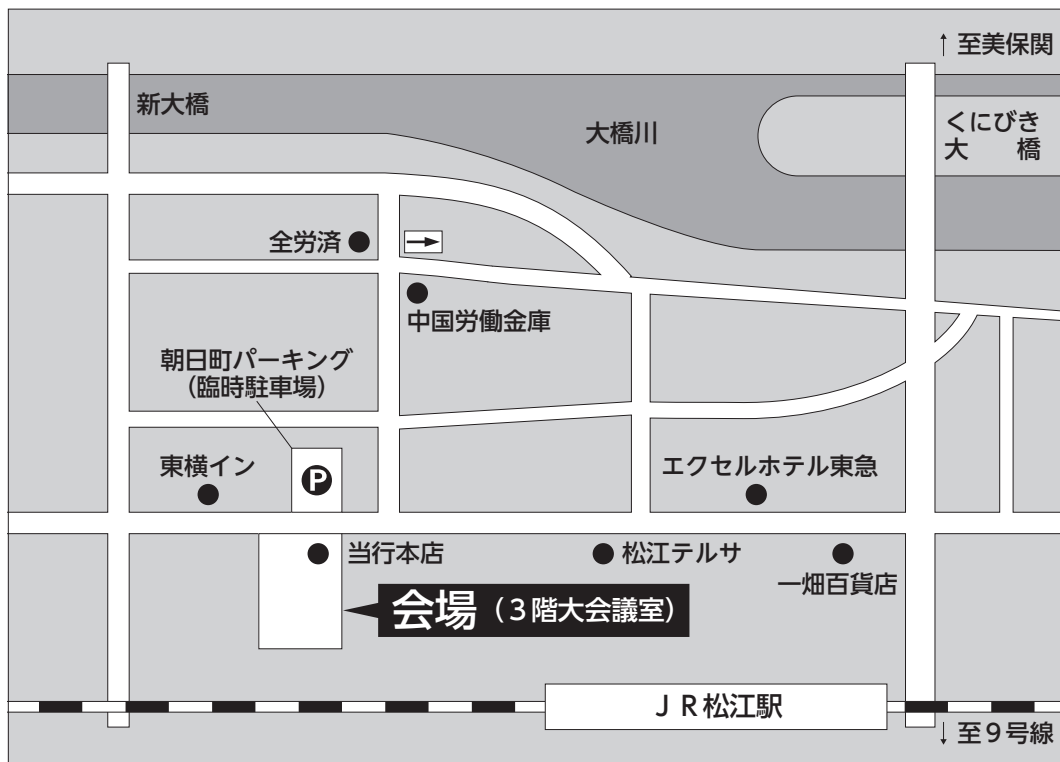 ↑至美保関
新大橋
大橋川
くにびき
大　橋
全労済
→
中国労働金庫
朝日町パーキング
（臨時駐車場）
東横イン
P
エクセルホテル東急
当行本店
松江テルサ
一畑百貨店
会場（3階大会議室）
ＪＲ松江駅
↓至9号線